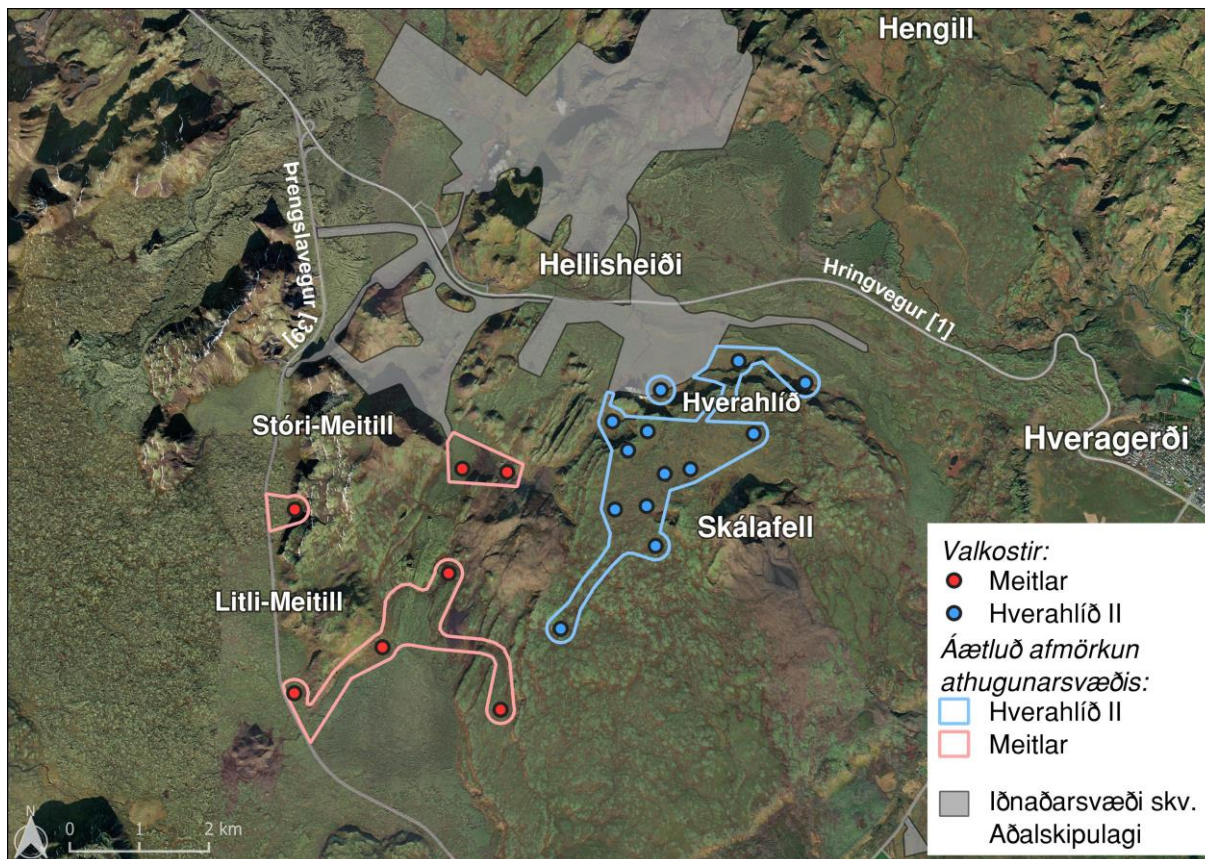 Hengill
Þrengslavegur [39]
Hellisheiði
Hringvegur [1]
Hverahlíð
Stóri-Meitill
Hveragerði
Skálafell
Litli-Meitill
Valkostir:
Meitlar
Hverahlíð II
Áætluð afmörkun
athugunarsvæðis:
Hverahlíð II
Meitlar
Iðnaðarsvæði skv.
Aðalskipulagi
N
0 1 2 km